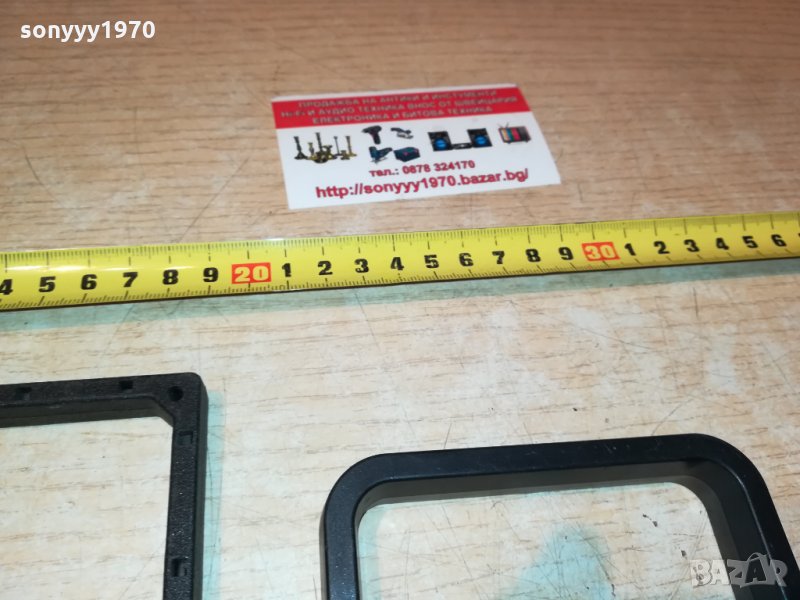 sonyyy1970
ПРОДАЖБА НА АНТИКИ И ИНСТРУМЕНТИ
Hi-Fi И АУДИО ТЕХНИКА ВНОС ОТ ШВЕЙЦАРИЯ
ЕЛЕКТРОНИКА И БИТОВА ТЕХНИКА
тел.: 0878 324170
http://sonyyy1970.bazar.bg/
4 5 6 7 8 9 20 1 2 3 4 5 6 7 8 9 30 1 2 3 4 5 6
BAZAR